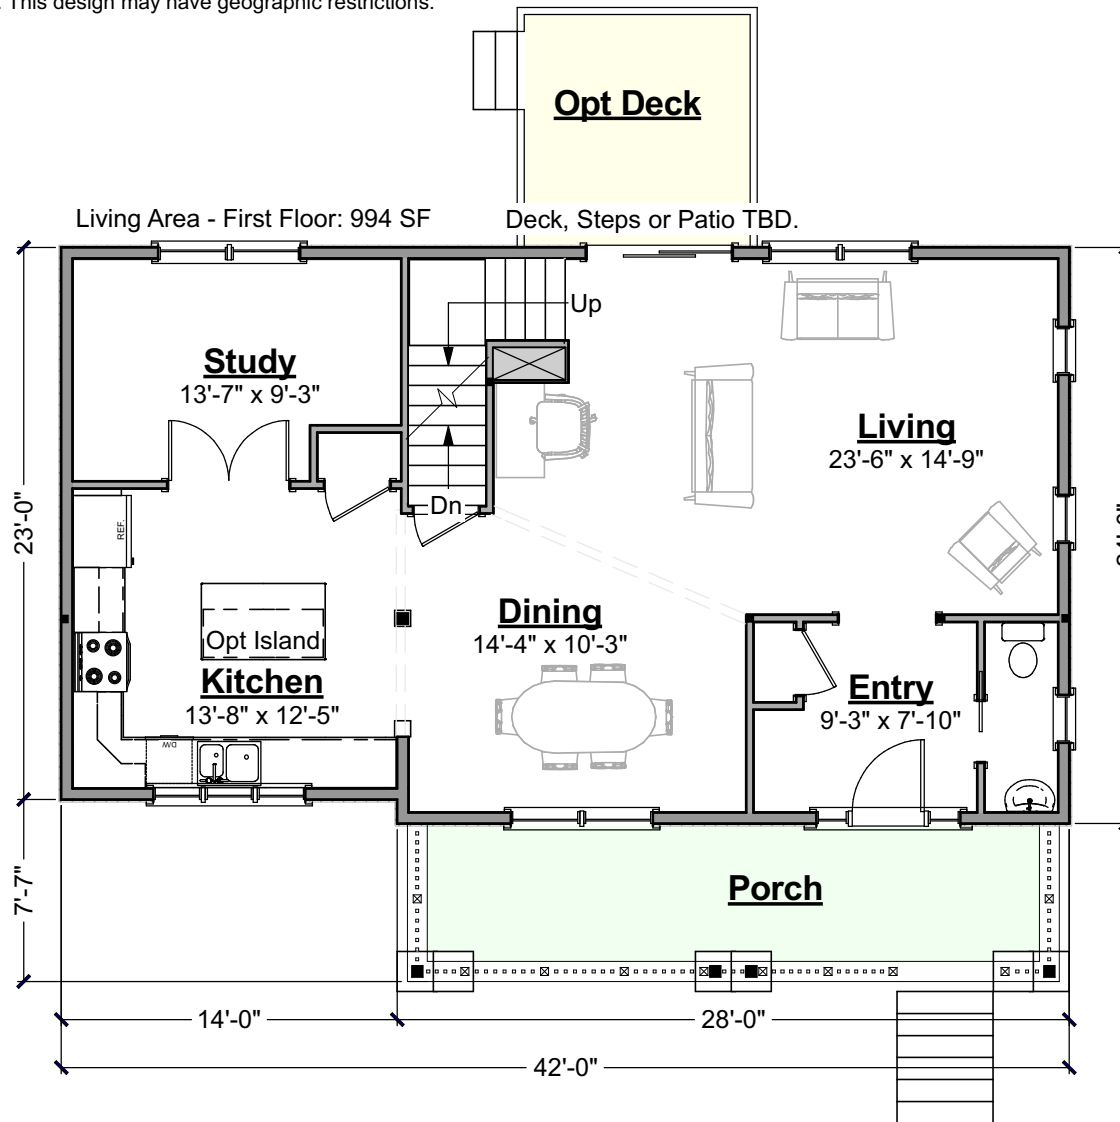 . This design may have geographic restrictions.
Opt Deck
Living Area - First Floor: 994 SF
Deck, Steps or Patio TBD.
Up
Study
13'-7" x 9'-3"
Living
23'-6" x 14'-9"
Dn
REF.
23'-0"
Opt Island
Kitchen
13'-8" x 12'-5"
Dining
14'-4" x 10'-3"
Entry
9'-3" x 7'-10"
DW
7'-7"
Porch
14'-0"
28'-0"
42'-0"